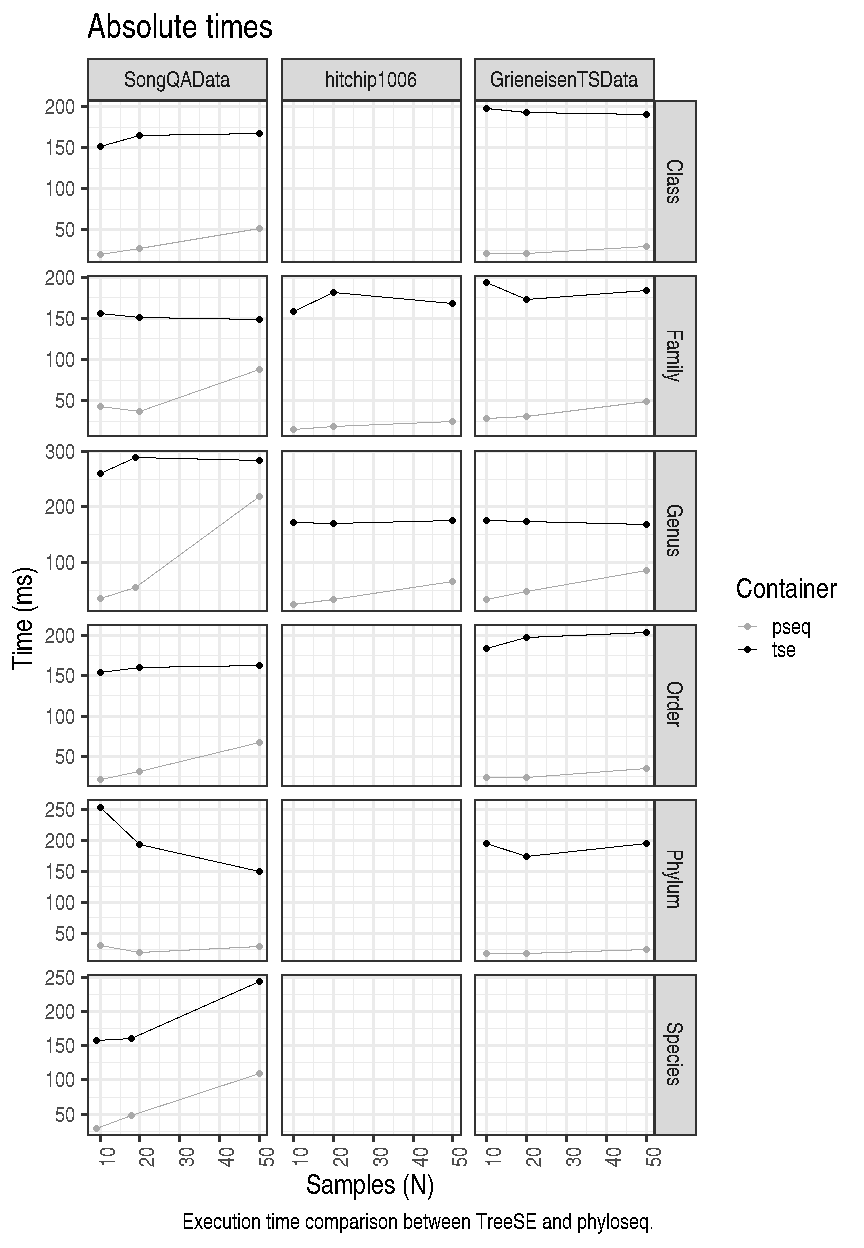 Absolute times
SongQAData
hitchip1006
GrieneisenTSData
200
150
100
50
Class
200
150
100
50
Family
300
200
100
Genus
200
150
100
50
Order
250
200
150
100
50
Phylum
250
200
150
100
50
Species
Time (ms)
10 20 30 40 50
10 20 30 40 50
10 20 30 40 50
Samples (N)
Container
pseq
tse
Execution time comparison between TreeSE and phyloseq.